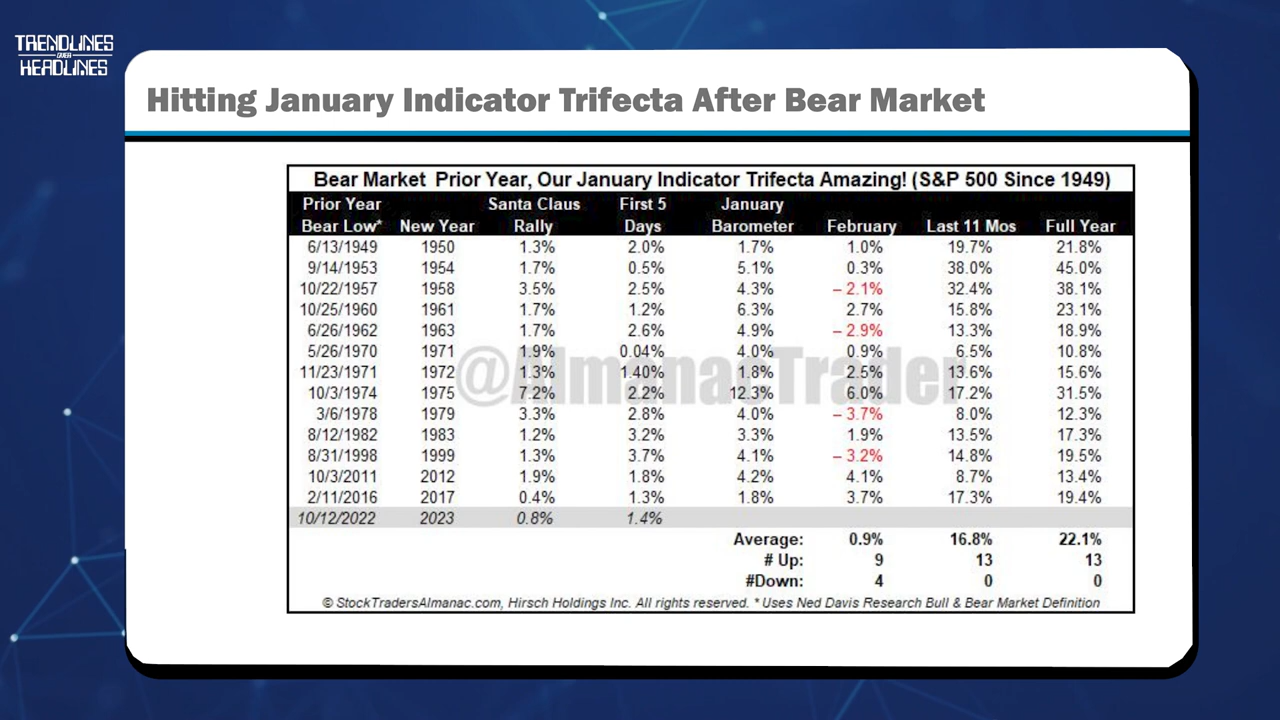 TRENDLINES
OVER
HEADLINES
Hitting January Indicator Trifecta After Bear Market
Bear Market Prior Year, Our January Indicator Trifecta Amazing! (S&P 500 Since 1949)
Prior Year Santa Claus First 5 January
Bear Low* New Year Rally Days Barometer February Last 11 Mos Full Year
6/13/1949 1950 1.3% 2.0% 1.7% 1.0% 19.7% 21.8%
9/14/1953 1954 1.7% 0.5% 5.1% 0.3% 38.0% 45.0%
10/22/1957 1958 3.5% 2.5% 4.3% – 2.1% 32.4% 38.1%
10/25/1960 1961 1.7% 1.2% 6.3% 2.7% 15.8% 23.1%
6/26/1962 1963 1.7% 2.6% 4.9% – 2.9% 13.3% 18.9%
5/26/1970 1971 1.9% 0.04% 4.0% 0.9% 6.5% 10.8%
11/23/1971 1972 1.3% 1.40% 1.8% 2.5% 13.6% 15.6%
10/3/1974 1975 7.2% 2.2% 12.3% 6.0% 17.2% 31.5%
3/6/1978 1979 3.3% 2.8% 4.0% – 3.7% 8.0% 12.3%
8/12/1982 1983 1.2% 3.2% 3.3% 1.9% 13.5% 17.3%
8/31/1998 1999 1.3% 3.7% 4.1% – 3.2% 14.8% 19.5%
10/3/2011 2012 1.9% 1.8% 4.2% 4.1% 8.7% 13.4%
2/11/2016 2017 0.4% 1.3% 1.8% 3.7% 17.3% 19.4%
10/12/2022 2023 0.8% 1.4%
Average: 0.9% 16.8% 22.1%
# Up: 9 13 13
#Down: 4 0 0
© StockTradersAlmanac.com, Hirsch Holdings Inc. All rights reserved. * Uses Ned Davis Research Bull & Bear Market Definition
@AlmanacTrader